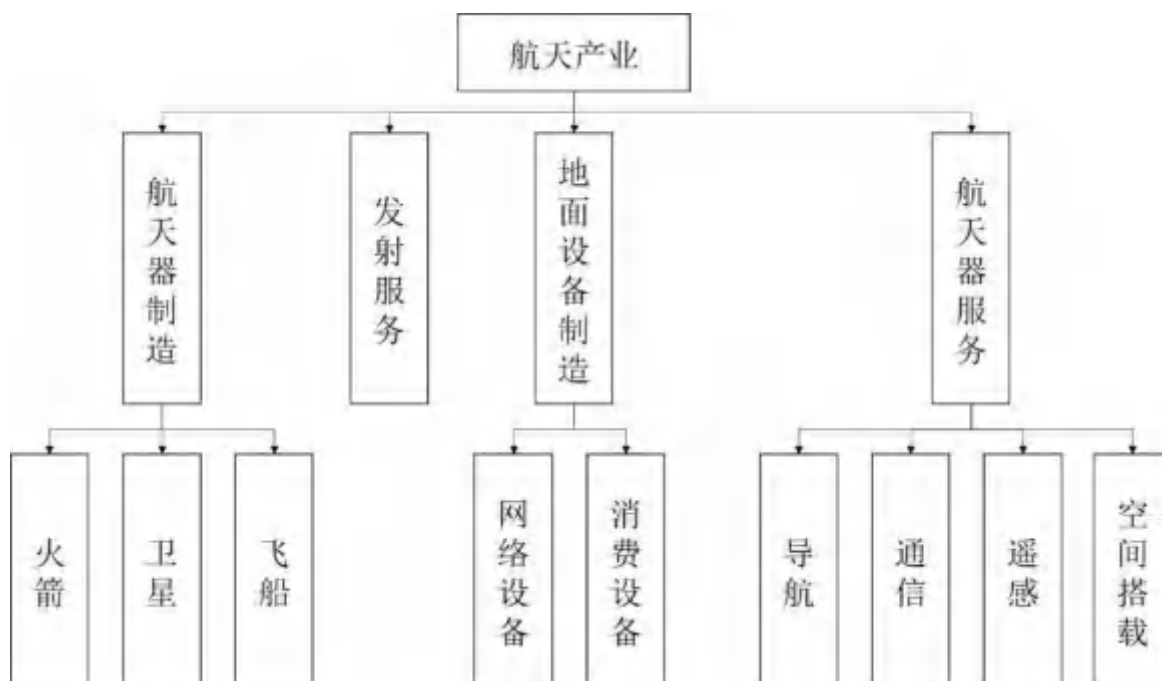 航天产业
航天器制造
发射服务
地面设备制造
航天器服务
火箭
卫星
飞船
网络设备
消费设备
导航
通信
遥感
空间搭载